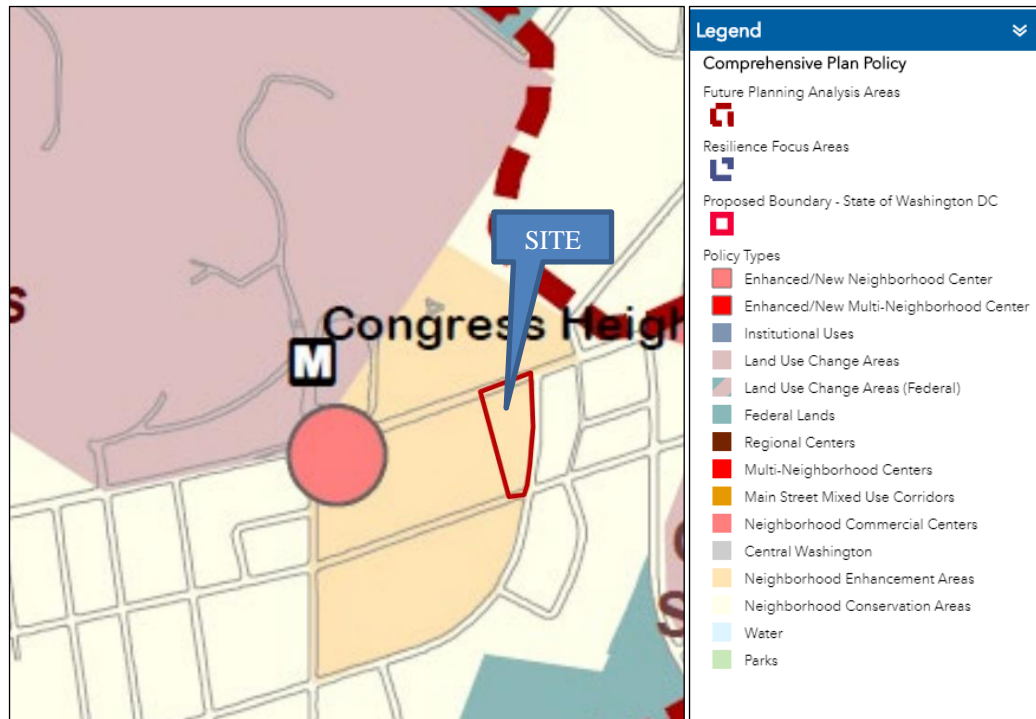 SITE
S
Congress Heigh
M
S
Legend
Comprehensive Plan Policy
Future Planning Analysis Areas
Resilience Focus Areas
Proposed Boundary - State of Washington DC
Policy Types
Enhanced/New Neighborhood Center
Enhanced/New Multi-Neighborhood Center
Institutional Uses
Land Use Change Areas
Land Use Change Areas (Federal)
Federal Lands
Regional Centers
Multi-Neighborhood Centers
Main Street Mixed Use Corridors
Neighborhood Commercial Centers
Central Washington
Neighborhood Enhancement Areas
Neighborhood Conservation Areas
Water
Parks